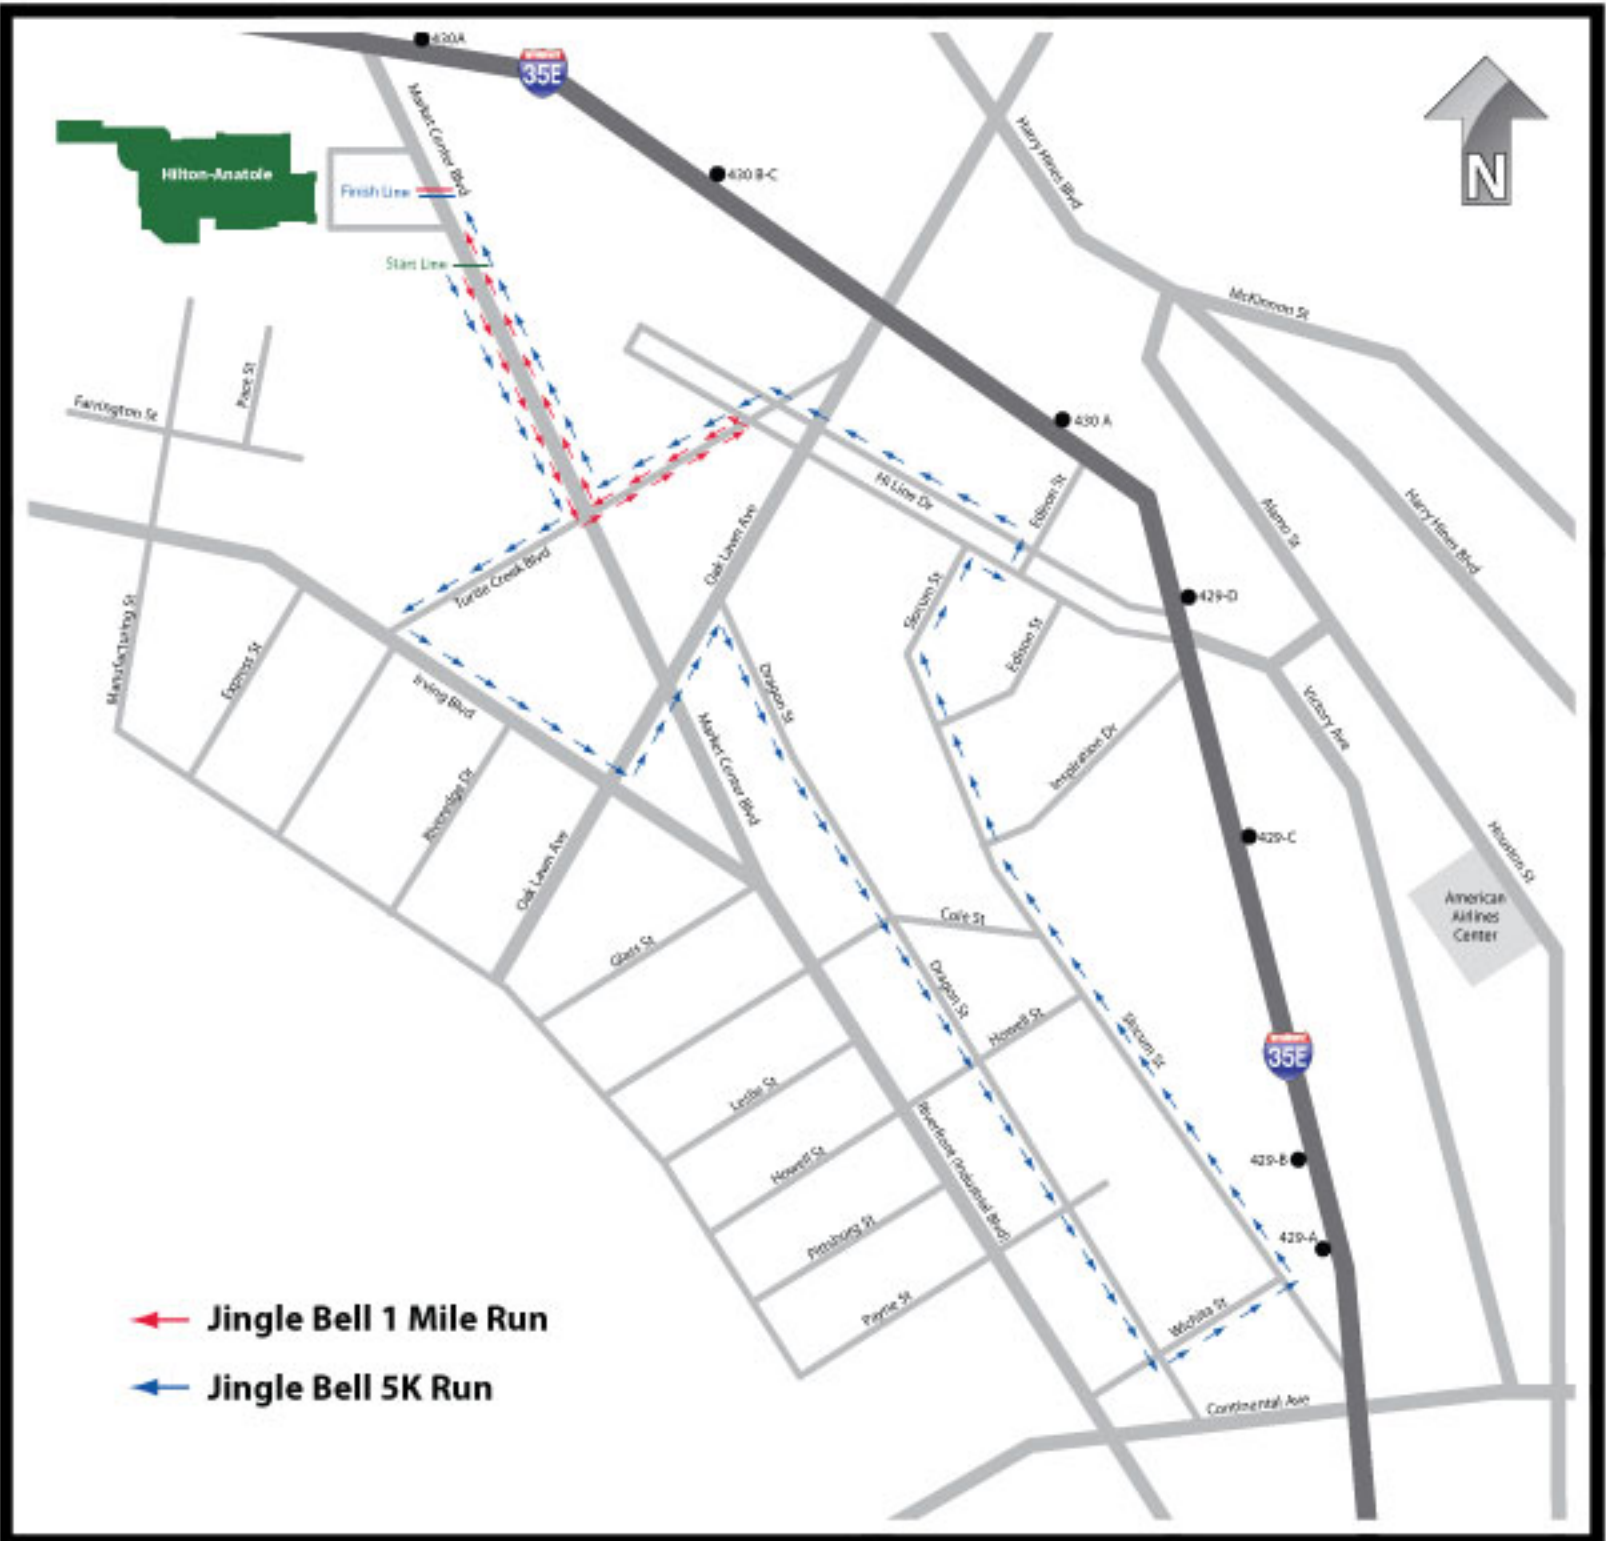 430A
35E
Market Center Blvd
Harry Hines Blvd
N
Hilton-Anatole
430 B-C
Finish Line
Start Line
McKinnon St
Pace St
Farrington St
430 A
Hi Line Dr
Edison St
Alamo St
Harry Hines Blvd
Oak Lawn Ave
Turtle Creek Blvd
Slocum St
429-D
Manufacturing St
Express St
Edison St
Irving Blvd
Dragon St
Victory Ave
Market Center Blvd
Inspiration Dr
Riveredge Dr
429-C
Houston St
Oak Lawn Ave
American
Airlines
Center
Cole St
Glass St
Dragon St
Howell St
Slocum St
35E
Leslie St
Riverfront (Industrial Blvd)
Howell St
429-B
Pittsburg St
429-A
Payne St
Wichita St
Continental Ave
Jingle Bell 1 Mile Run
Jingle Bell 5K Run